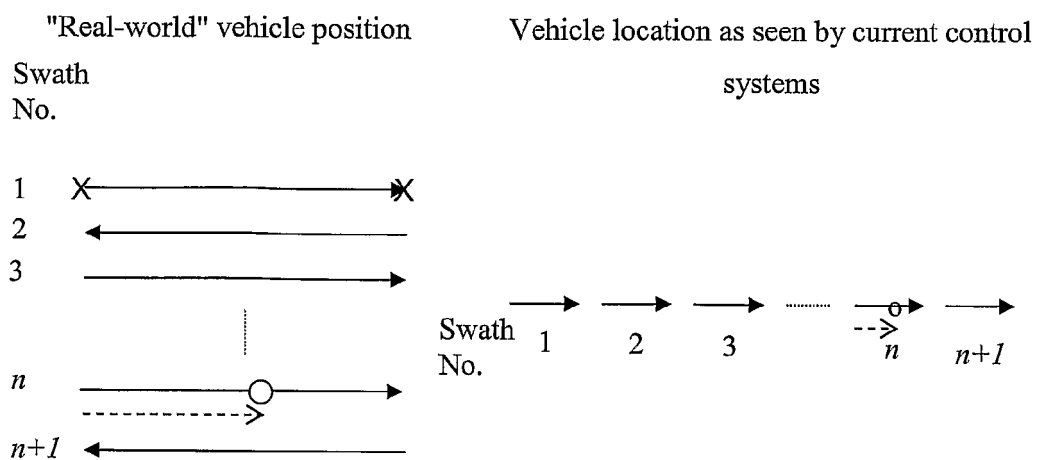 "Real-world" vehicle position
Swath
No.
1 X X
2
3
n
n+1
Vehicle location as seen by current control
systems
Swath
No.
1 2 3 n n+1